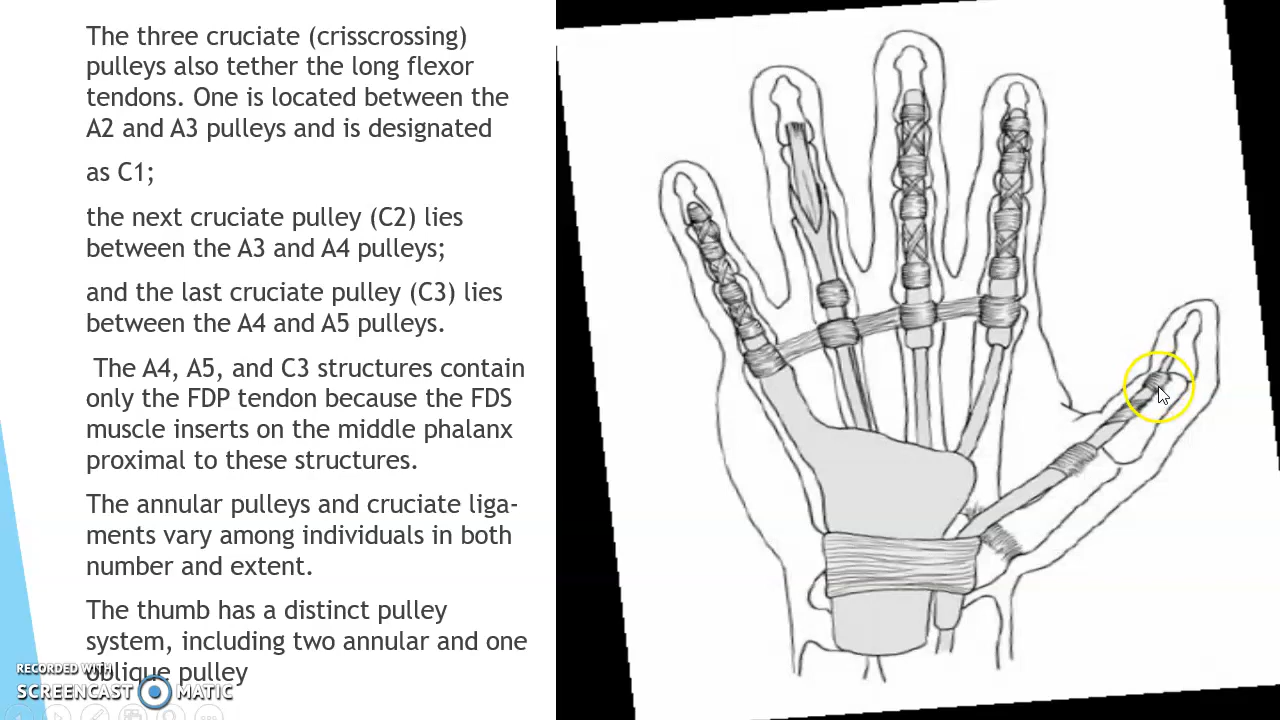 The three cruciate (crisscrossing)
pulleys also tether the long flexor
tendons. One is located between the
A2 and A3 pulleys and is designated
as C1;
the next cruciate pulley (C2) lies
between the A3 and A4 pulleys;
and the last cruciate pulley (C3) lies
between the A4 and A5 pulleys.
The A4, A5, and C3 structures contain
only the FDP tendon because the FDS
muscle inserts on the middle phalanx
proximal to these structures.
The annular pulleys and cruciate liga-
ments vary among individuals in both
number and extent.
The thumb has a distinct pulley
system, including two annular and one
oblique pulley
RECORDED WITH
SCREENCAST MATIC